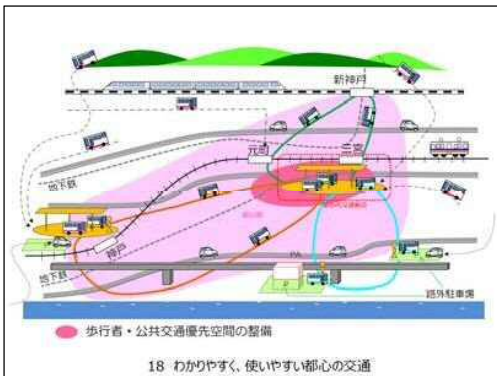 新神戸
元町
三宮
地下鉄
神戸
地下鉄
P
路外駐車場
歩行者・公共交通優先空間の整備
18 わかりやすく、使いやすい都心の交通